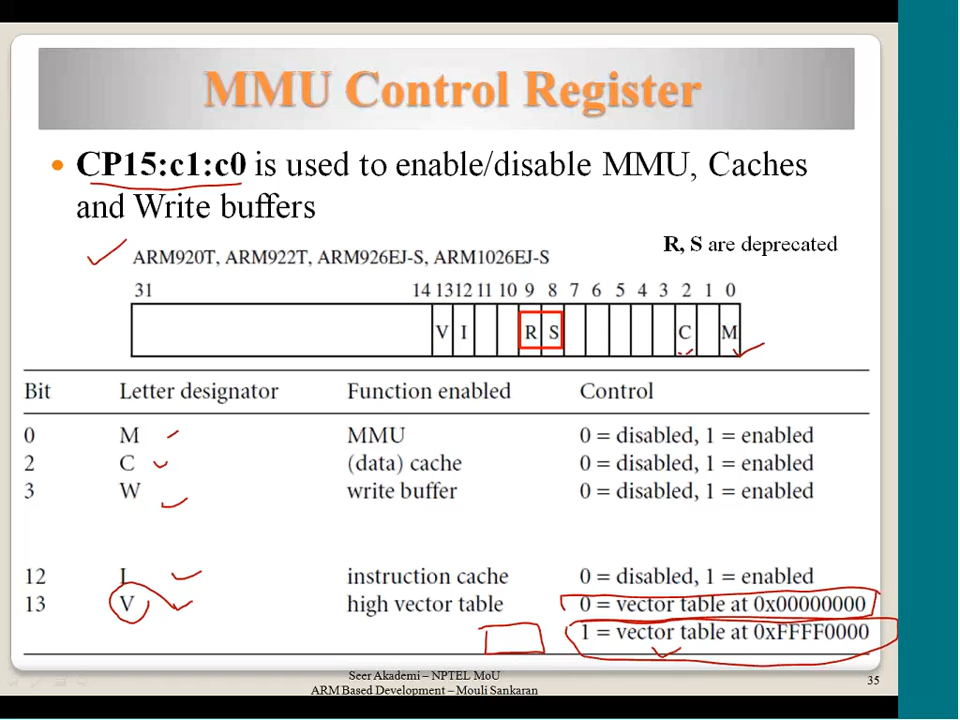 MMU Control Register
• CP15:c1:c0 is used to enable/disable MMU, Caches
and Write buffers
R, S are deprecated
ARM920T, ARM922T, ARM926EJ-S, ARM1026EJ-S
31 14 13 12 11 10 9 8 7 6 5 4 3 2 1 0
V I R S C M
Bit Letter designator Function enabled Control
0 M MMU 0 = disabled, 1 = enabled
2 C (data) cache 0 = disabled, 1 = enabled
3 W write buffer 0 = disabled, 1 = enabled
12 I instruction cache 0 = disabled, 1 = enabled
13 V high vector table 0 = vector table at 0x00000000
1 = vector table at 0xFFFF0000
Seer Akademi – NPTEL MoU
ARM Based Development – Mouli Sankaran
35